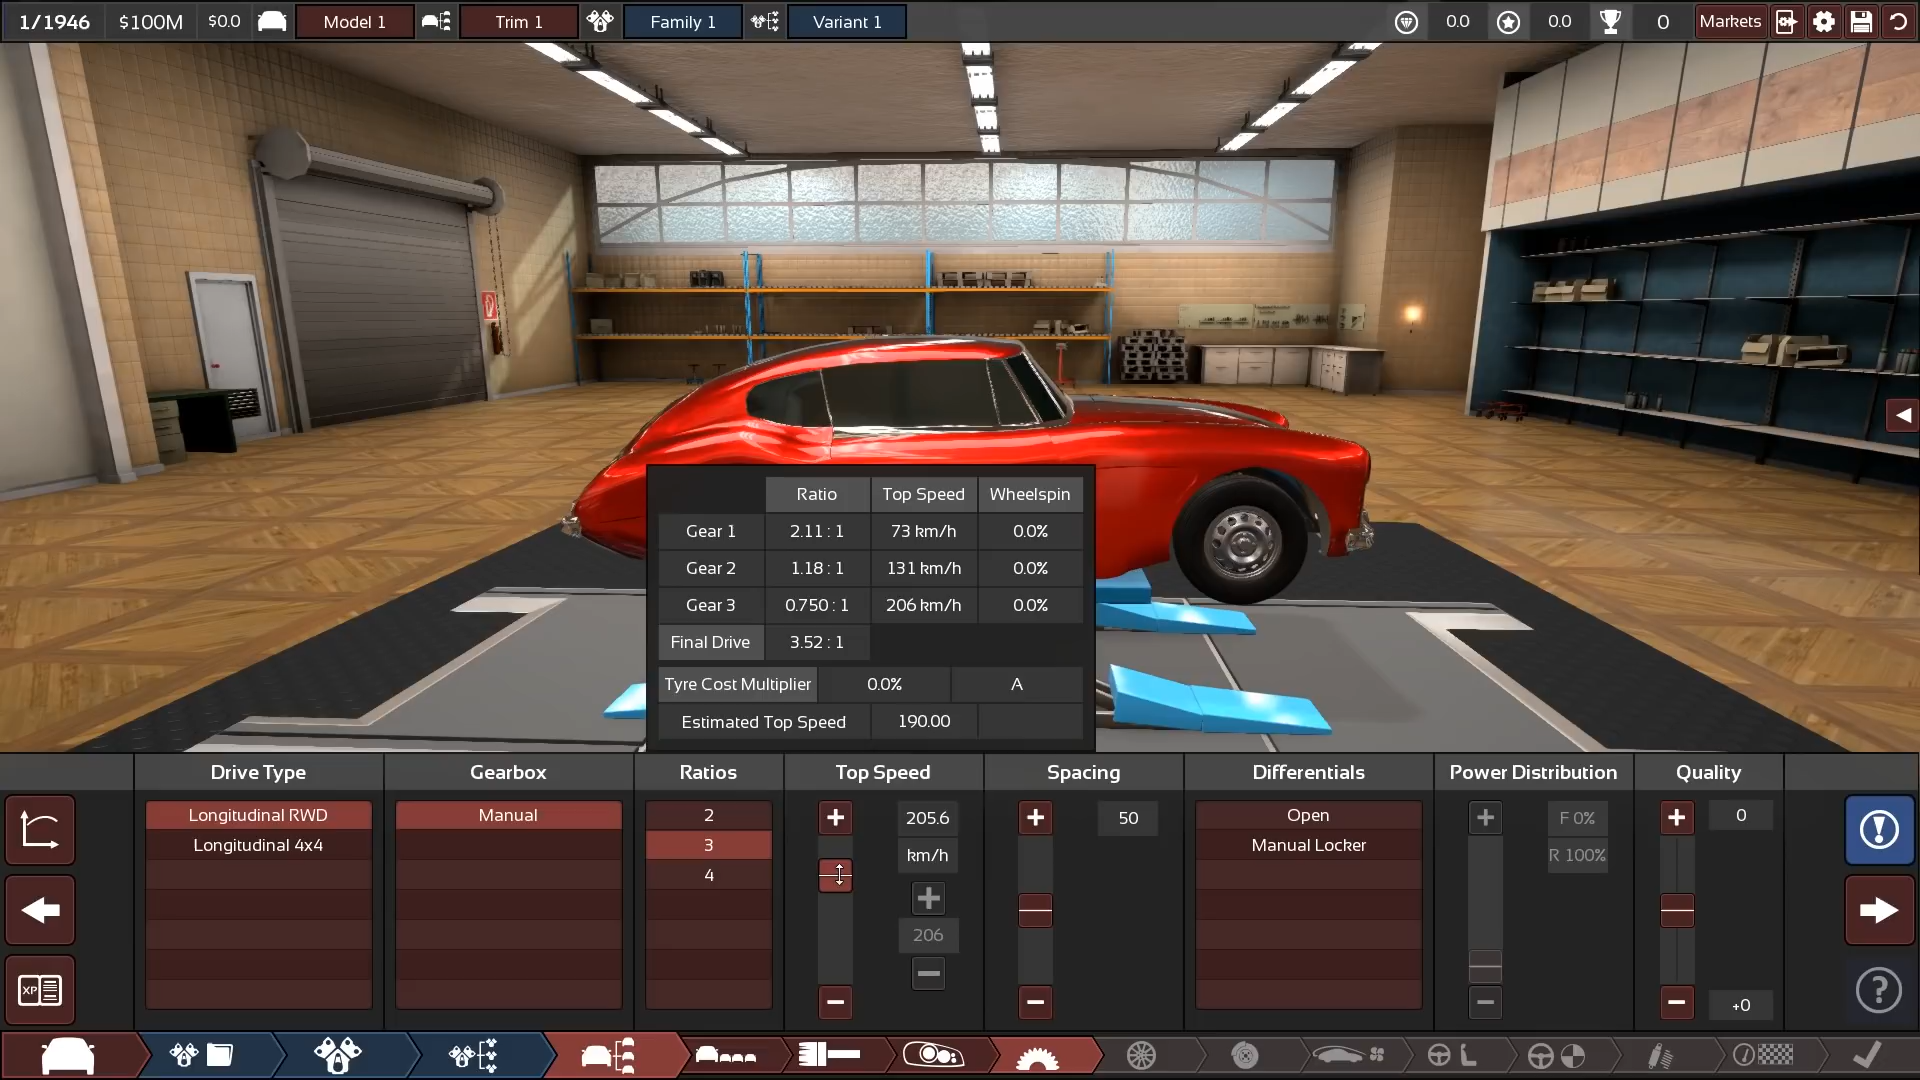 1/1946 $100M $0.0 Model 1 Trim 1 Family 1 Variant 1 0.0 0.0 0 Markets
Ratio Top Speed Wheelspin
Gear 1 2.11 : 1 73 km/h 0.0%
Gear 2 1.18 : 1 131 km/h 0.0%
Gear 3 0.750 : 1 206 km/h 0.0%
Final Drive 3.52 : 1
Tyre Cost Multiplier 0.0% A
Estimated Top Speed 190.00
Drive Type Gearbox Ratios Top Speed Spacing Differentials Power Distribution Quality
Longitudinal RWD Manual 2 + 205.6 + 50 Open + F 0% + 0
Longitudinal 4x4 3 km/h Manual Locker R 100%
4
+
206
−
XP
− − − − +0
?